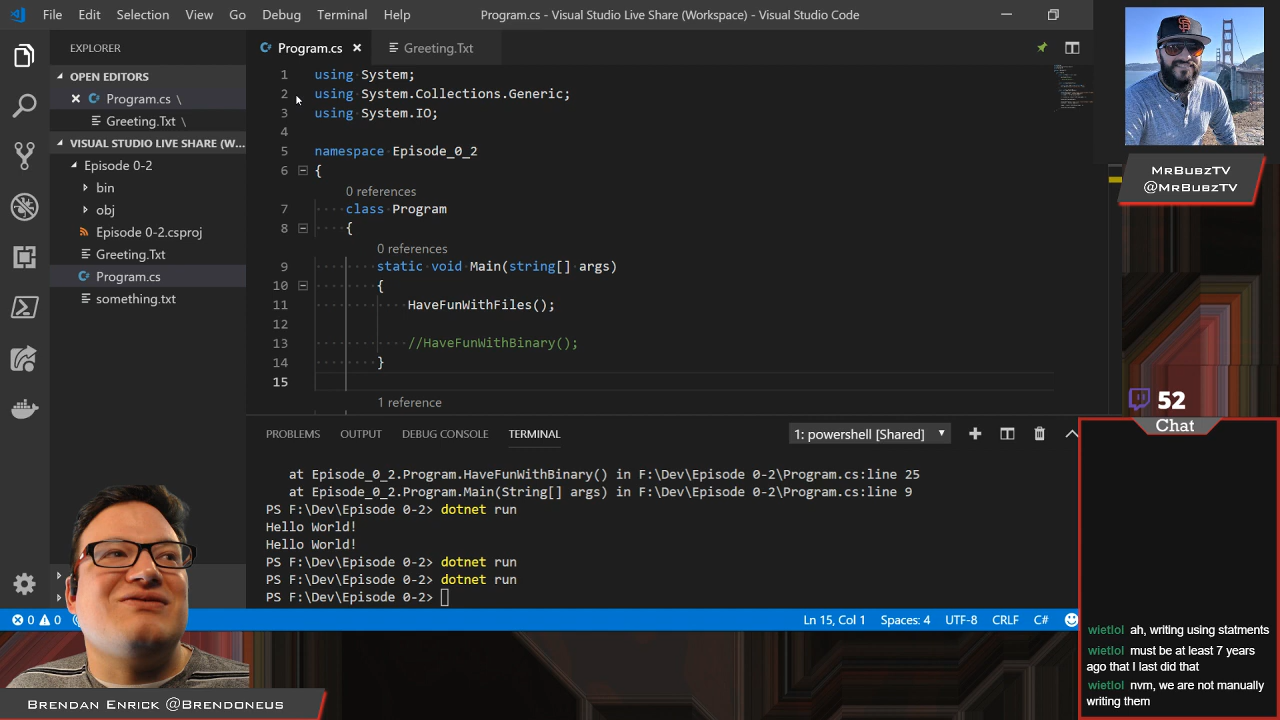 File Edit Selection View Go Debug Terminal Help
Program.cs - Visual Studio Live Share (Workspace) - Visual Studio Code
EXPLORER
OPEN EDITORS
Program.cs \
Greeting.Txt \
VISUAL STUDIO LIVE SHARE (W...
Episode 0-2
bin
obj
Episode 0-2.csproj
Greeting.Txt
Program.cs
something.txt
Program.cs
Greeting.Txt
1 using System;
2 using System.Collections.Generic;
3 using System.IO;
4
5 namespace Episode_0_2
6 {
0 references
7 class Program
8 {
0 references
9 static void Main(string[] args)
10 {
11 HaveFunWithFiles();
12
13 //HaveFunWithBinary();
14 }
15
1 reference
PROBLEMS OUTPUT DEBUG CONSOLE TERMINAL
1: powershell [Shared]
at Episode_0_2.Program.HaveFunWithBinary() in F:\Dev\Episode 0-2\Program.cs:line 25
at Episode_0_2.Program.Main(String[] args) in F:\Dev\Episode 0-2\Program.cs:line 9
PS F:\Dev\Episode 0-2> dotnet run
Hello World!
Hello World!
PS F:\Dev\Episode 0-2> dotnet run
PS F:\Dev\Episode 0-2> dotnet run
PS F:\Dev\Episode 0-2>
0 0
Ln 15, Col 1 Spaces: 4 UTF-8 CRLF C#
MrBubzTV
@MrBubzTV
52
Chat
wietlol ah, writing using statments
wietlol must be at least 7 years
ago that I last did that
wietlol nvm, we are not manually
writing them
Brendan Enrick @Brendoneus